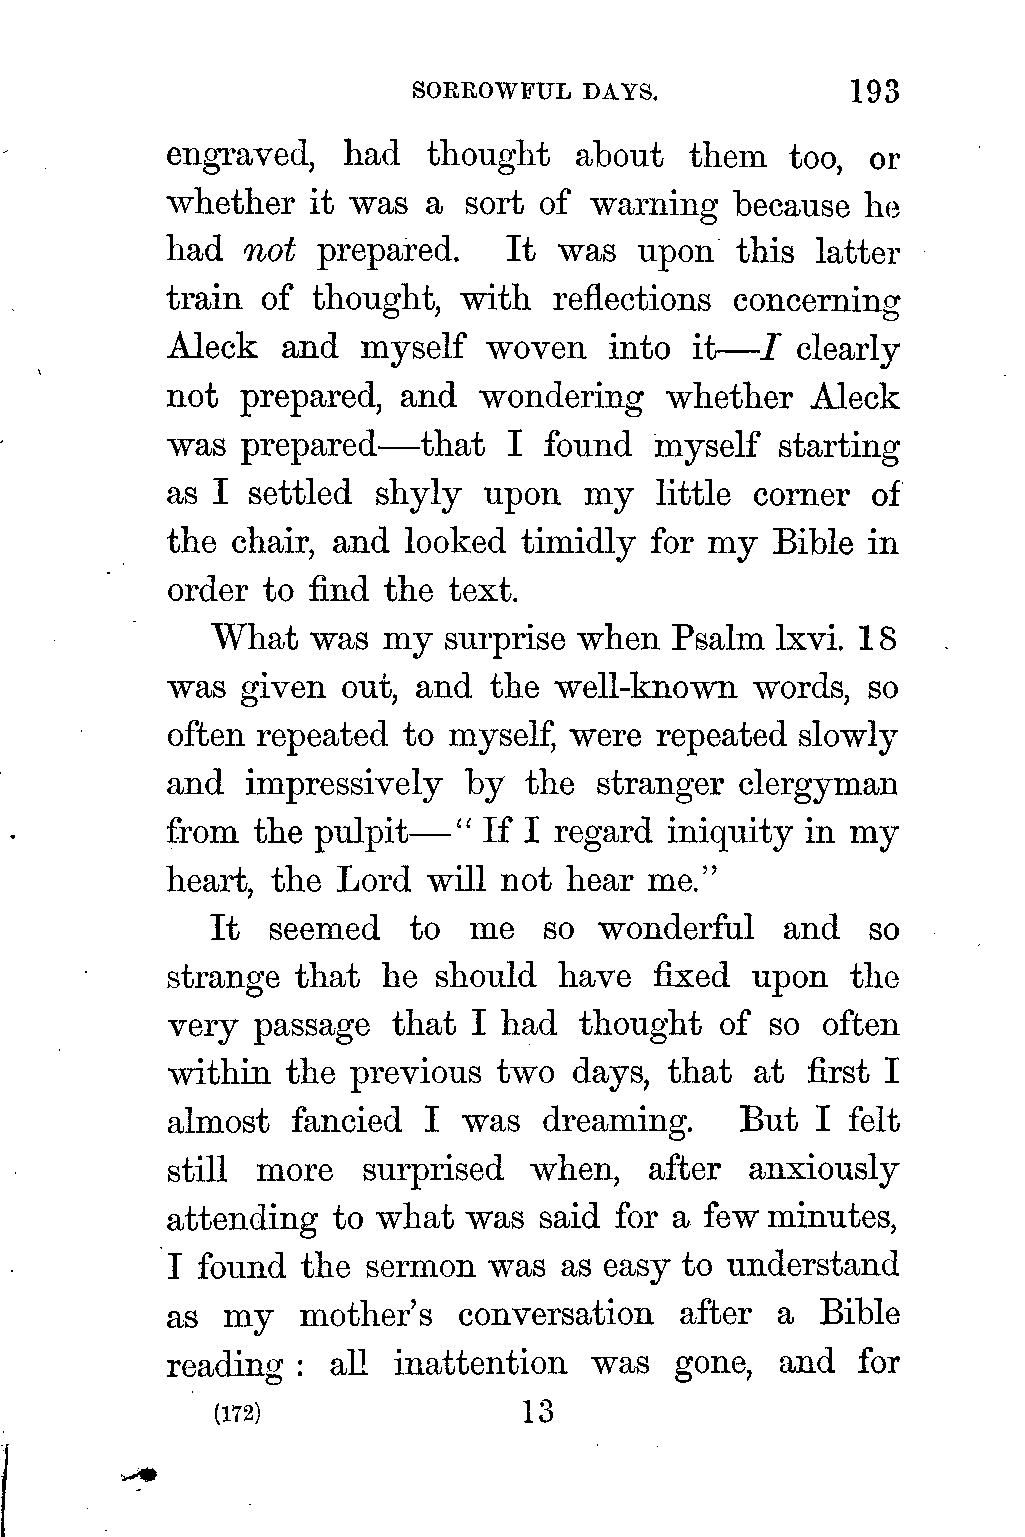 SORROWFUL DAYS. 193
engraved, had thought about them too, or
whether it was a sort of warning because he
had not prepared. It was upon this latter
train of thought, with reflections concerning
Aleck and myself woven into it—I clearly
not prepared, and wondering whether Aleck
was prepared—that I found myself starting
as I settled shyly upon my little corner of
the chair, and looked timidly for my Bible in
order to find the text.
What was my surprise when Psalm lxvi. 18
was given out, and the well-known words, so
often repeated to myself, were repeated slowly
and impressively by the stranger clergyman
from the pulpit—“ If I regard iniquity in my
heart, the Lord will not hear me.”
It seemed to me so wonderful and so
strange that he should have fixed upon the
very passage that I had thought of so often
within the previous two days, that at first I
almost fancied I was dreaming. But I felt
still more surprised when, after anxiously
attending to what was said for a few minutes,
I found the sermon was as easy to understand
as my mother’s conversation after a Bible
reading : all inattention was gone, and for
(172) 13